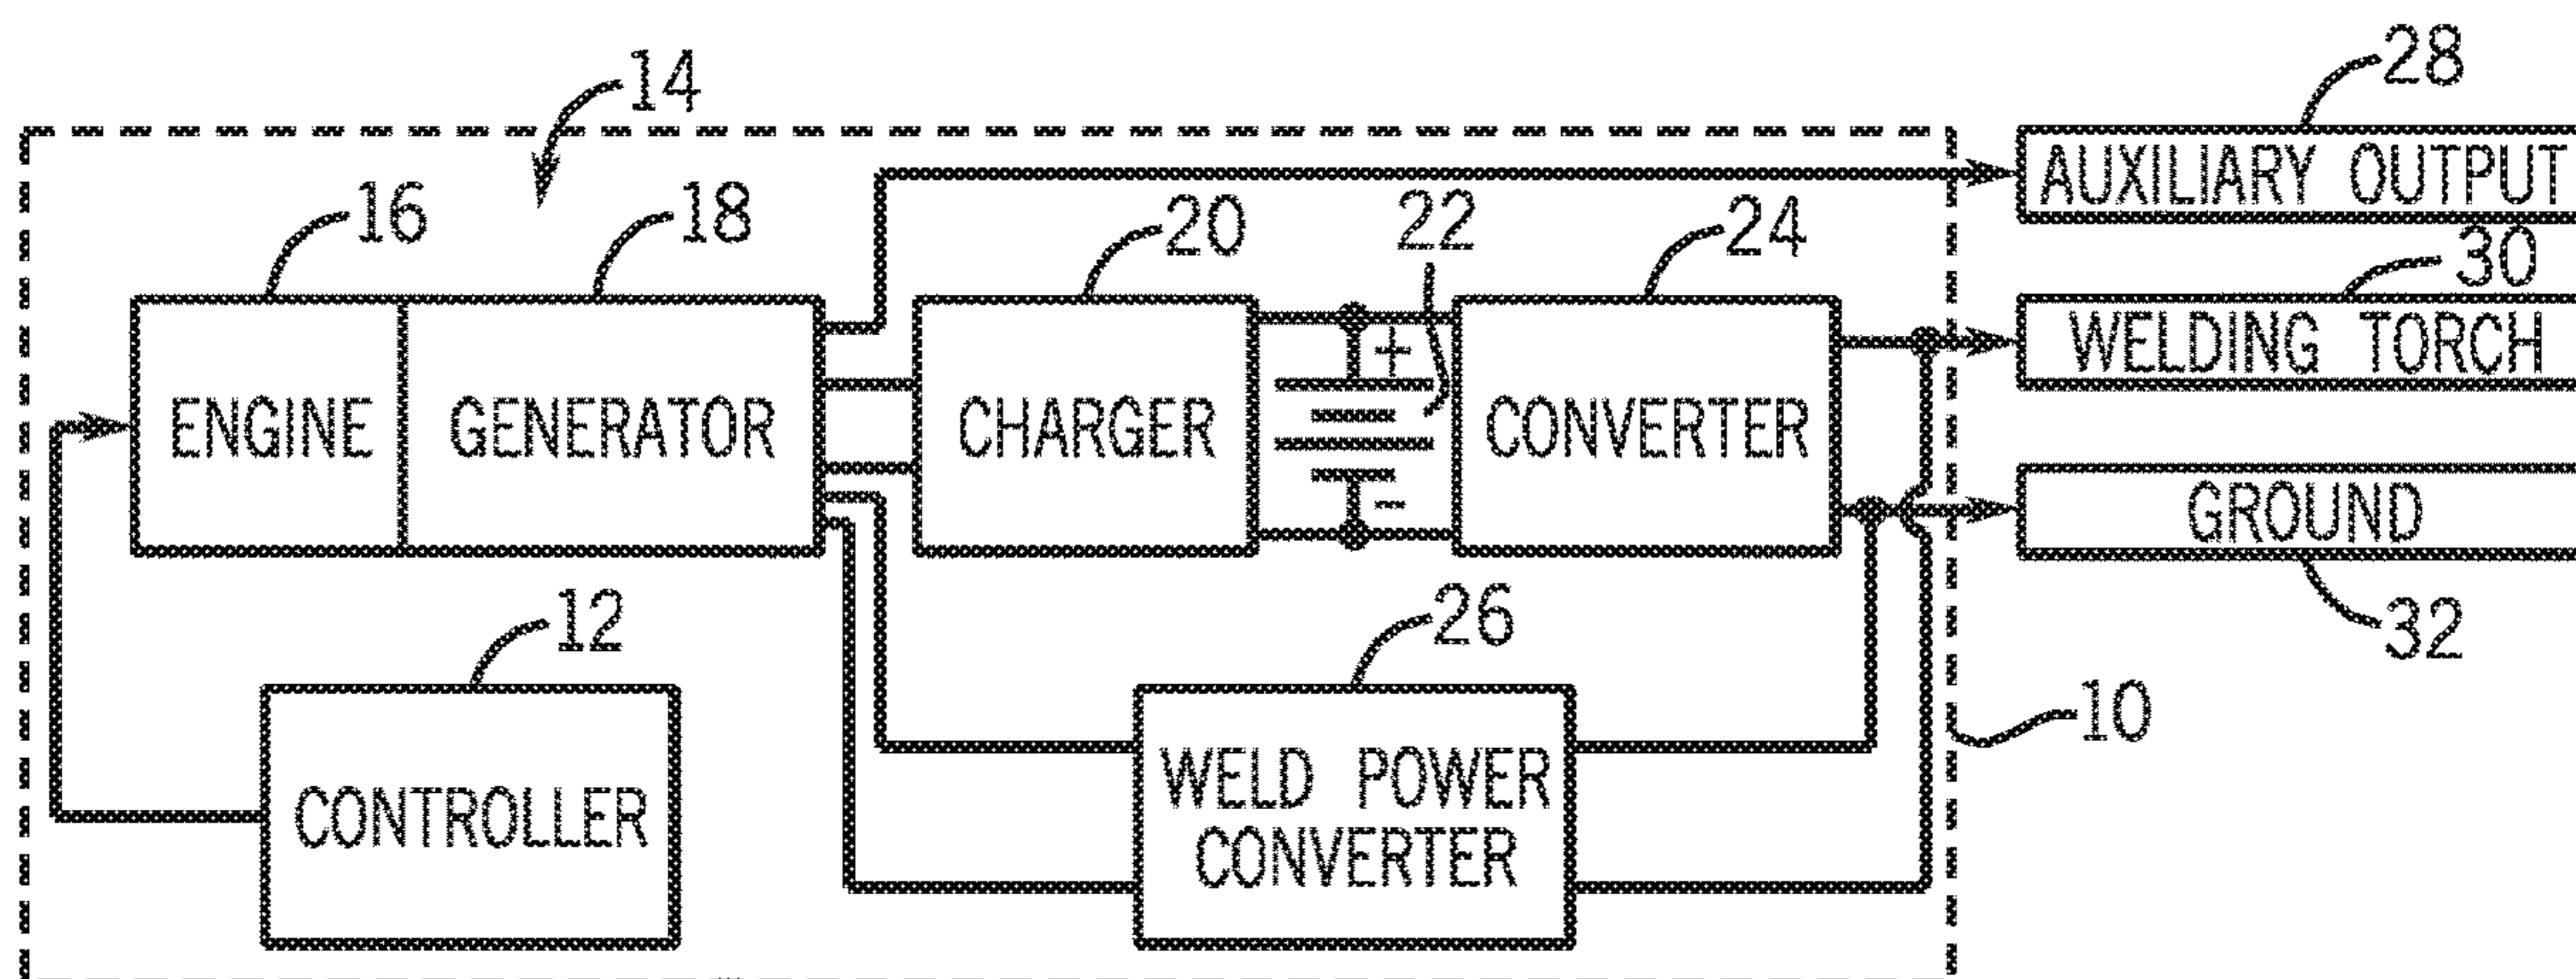 28
14
AUXILIARY OUTPUT
16
18
20
22
24
30
WELDING TORCH
+
ENGINE
GENERATOR
CHARGER
CONVERTER
-
GROUND
12
26
32
10
CONTROLLER
WELD POWER
CONVERTER